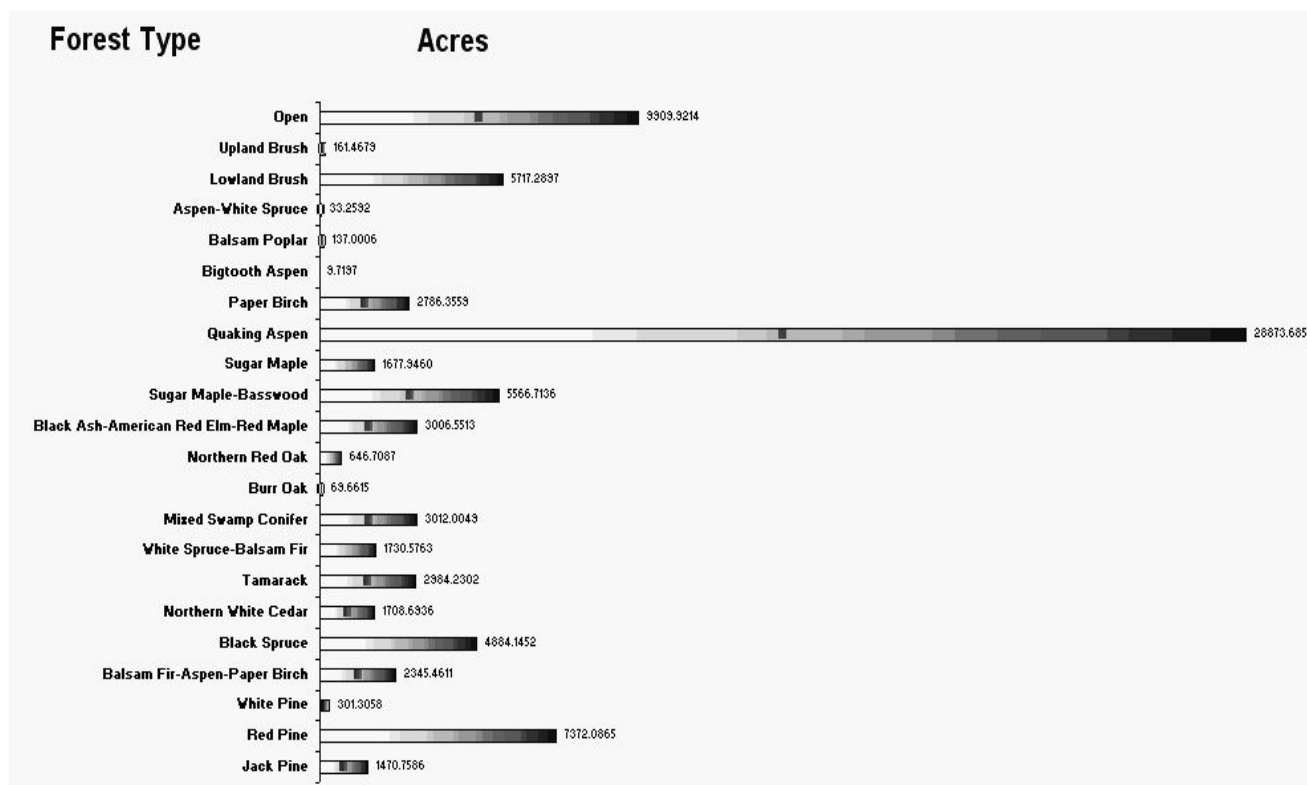 Forest Type Acres
Open 9909.9214
Upland Brush 161.4679
Lowland Brush 5717.2897
Aspen-White Spruce 33.2592
Balsam Poplar 137.0006
Bigtooth Aspen 9.7197
Paper Birch 2786.3559
Quaking Aspen 28873.685
Sugar Maple 1677.9460
Sugar Maple-Basswood 5566.7136
Black Ash-American Red Elm-Red Maple 3006.5513
Northern Red Oak 646.7087
Burr Oak 69.6615
Mixed Swamp Conifer 3012.0049
White Spruce-Balsam Fir 1730.5763
Tamarack 2984.2302
Northern White Cedar 1708.6936
Black Spruce 4884.1452
Balsam Fir-Aspen-Paper Birch 2345.4611
White Pine 301.3058
Red Pine 7372.0865
Jack Pine 1470.7586